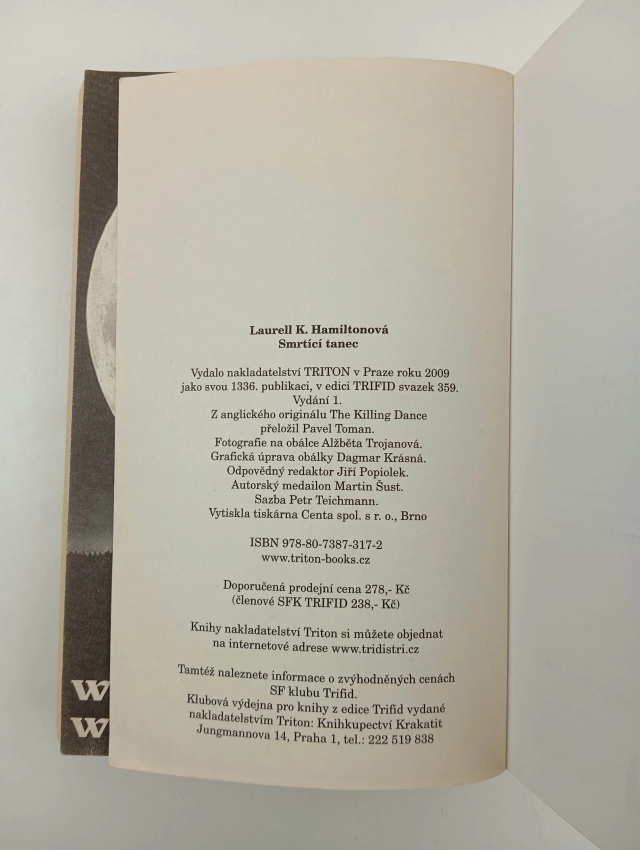 Laurell K. Hamiltonová
Smrtící tanec
Vydalo nakladatelství TRITON v Praze roku 2009
jako svou 1336. publikaci, v edici TRIFID svazek 359.
Vydání 1.
Z anglického originálu The Killing Dance
přeložil Pavel Toman.
Fotografie na obálce Alžběta Trojanová.
Grafická úprava obálky Dagmar Krásná.
Odpovědný redaktor Jiří Popiolek.
Autorský medailon Martin Šust.
Sazba Petr Teichmann.
Vytiskla tiskárna Centa spol. s r. o., Brno
ISBN 978-80-7387-317-2
www.triton-books.cz
Doporučená prodejní cena 278,- Kč
(členové SFK TRIFID 238,- Kč)
Knihy nakladatelství Triton si můžete objednat
na internetové adrese www.tridistri.cz
Tamtéž naleznete informace o zvýhodněných cenách
SF klubu Trifid.
Klubová výdejna pro knihy z edice Trifid vydané
nakladatelstvím Triton: Knihkupectví Krakatit
Jungmannova 14, Praha 1, tel.: 222 519 838
w
w